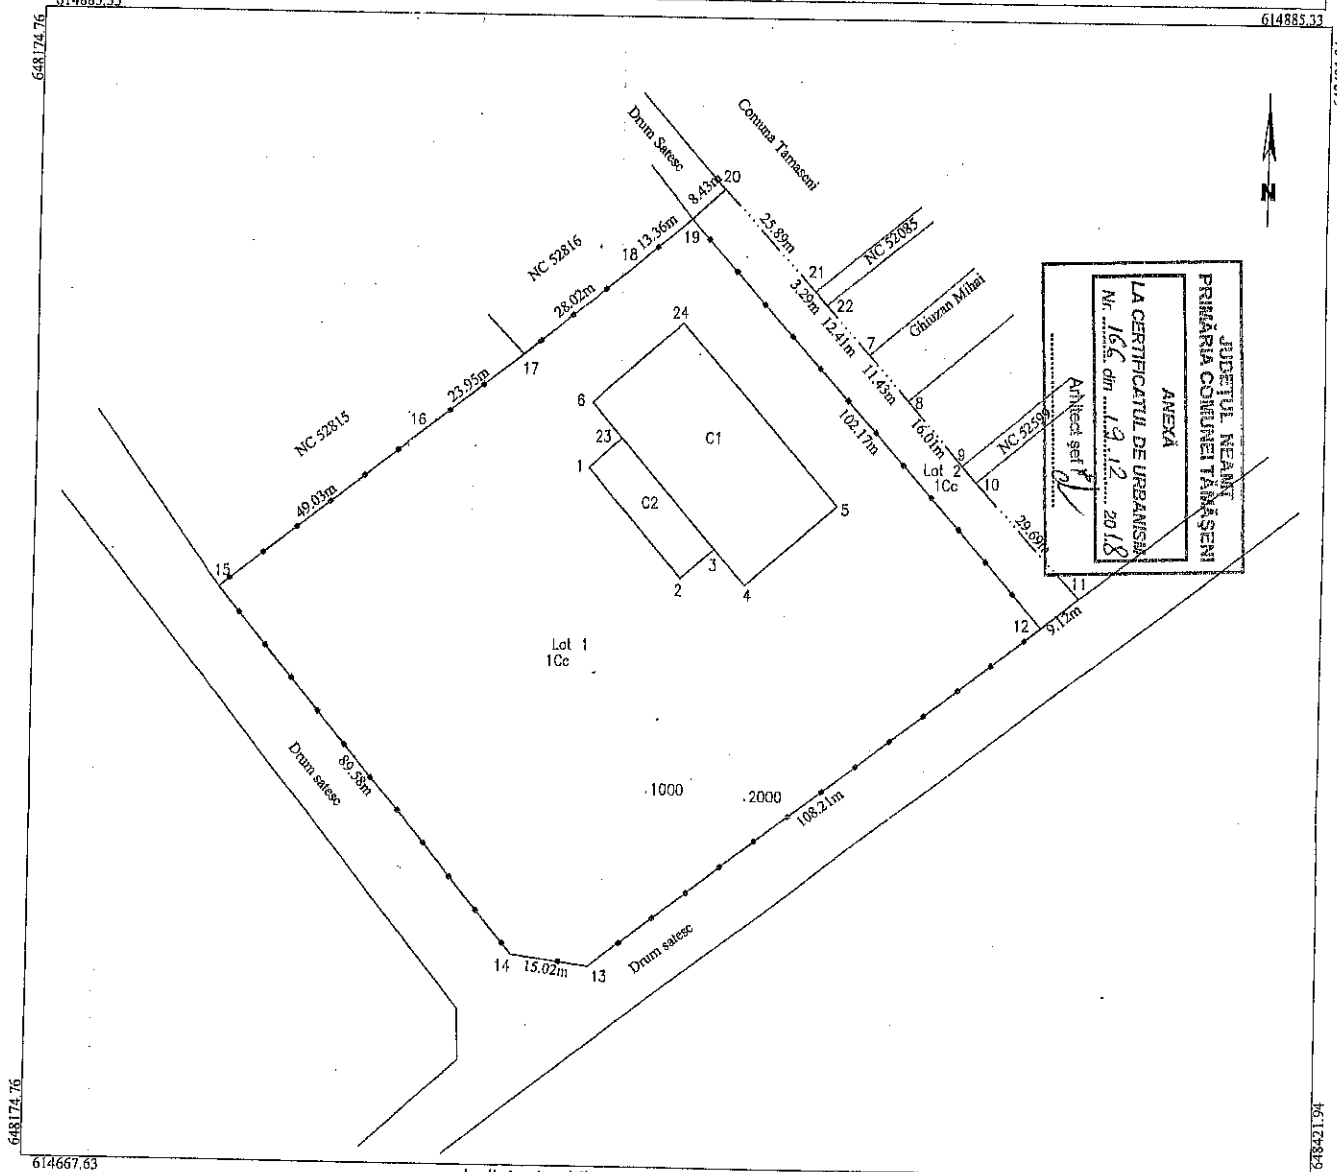 614885.33
648174.76
Comuna Tamaseni
Drum Satesc
20
8.43m
19
13.36m
18
NC 52816
28.02m
17
23.95m
16
NC 52815
49.03m
15
25.89m
21
NC 52085
3.29m
22
12.41m
7
Ghiuzan Mihai
11.43m
8
16.01m
9
NC 52599
10
29.69m
11
9.12m
12
102.17m
Lot 2
1Cc
24
6
23
1
C1
C2
5
3
2
4
Lot 1
1Cc
JUDEȚUL NEAMȚ
PRIMĂRIA COMUNEI TĂMĂȘENI
ANEXĂ
LA CERTIFICATUL DE URBANISM
Nr. 166 din 19.12 2018
Arhitect șef
N
Drum satesc
89.58m
.1000
.2000
108.21m
14
15.02m
13
Drum satesc
648174.76
614667.63
648421.94